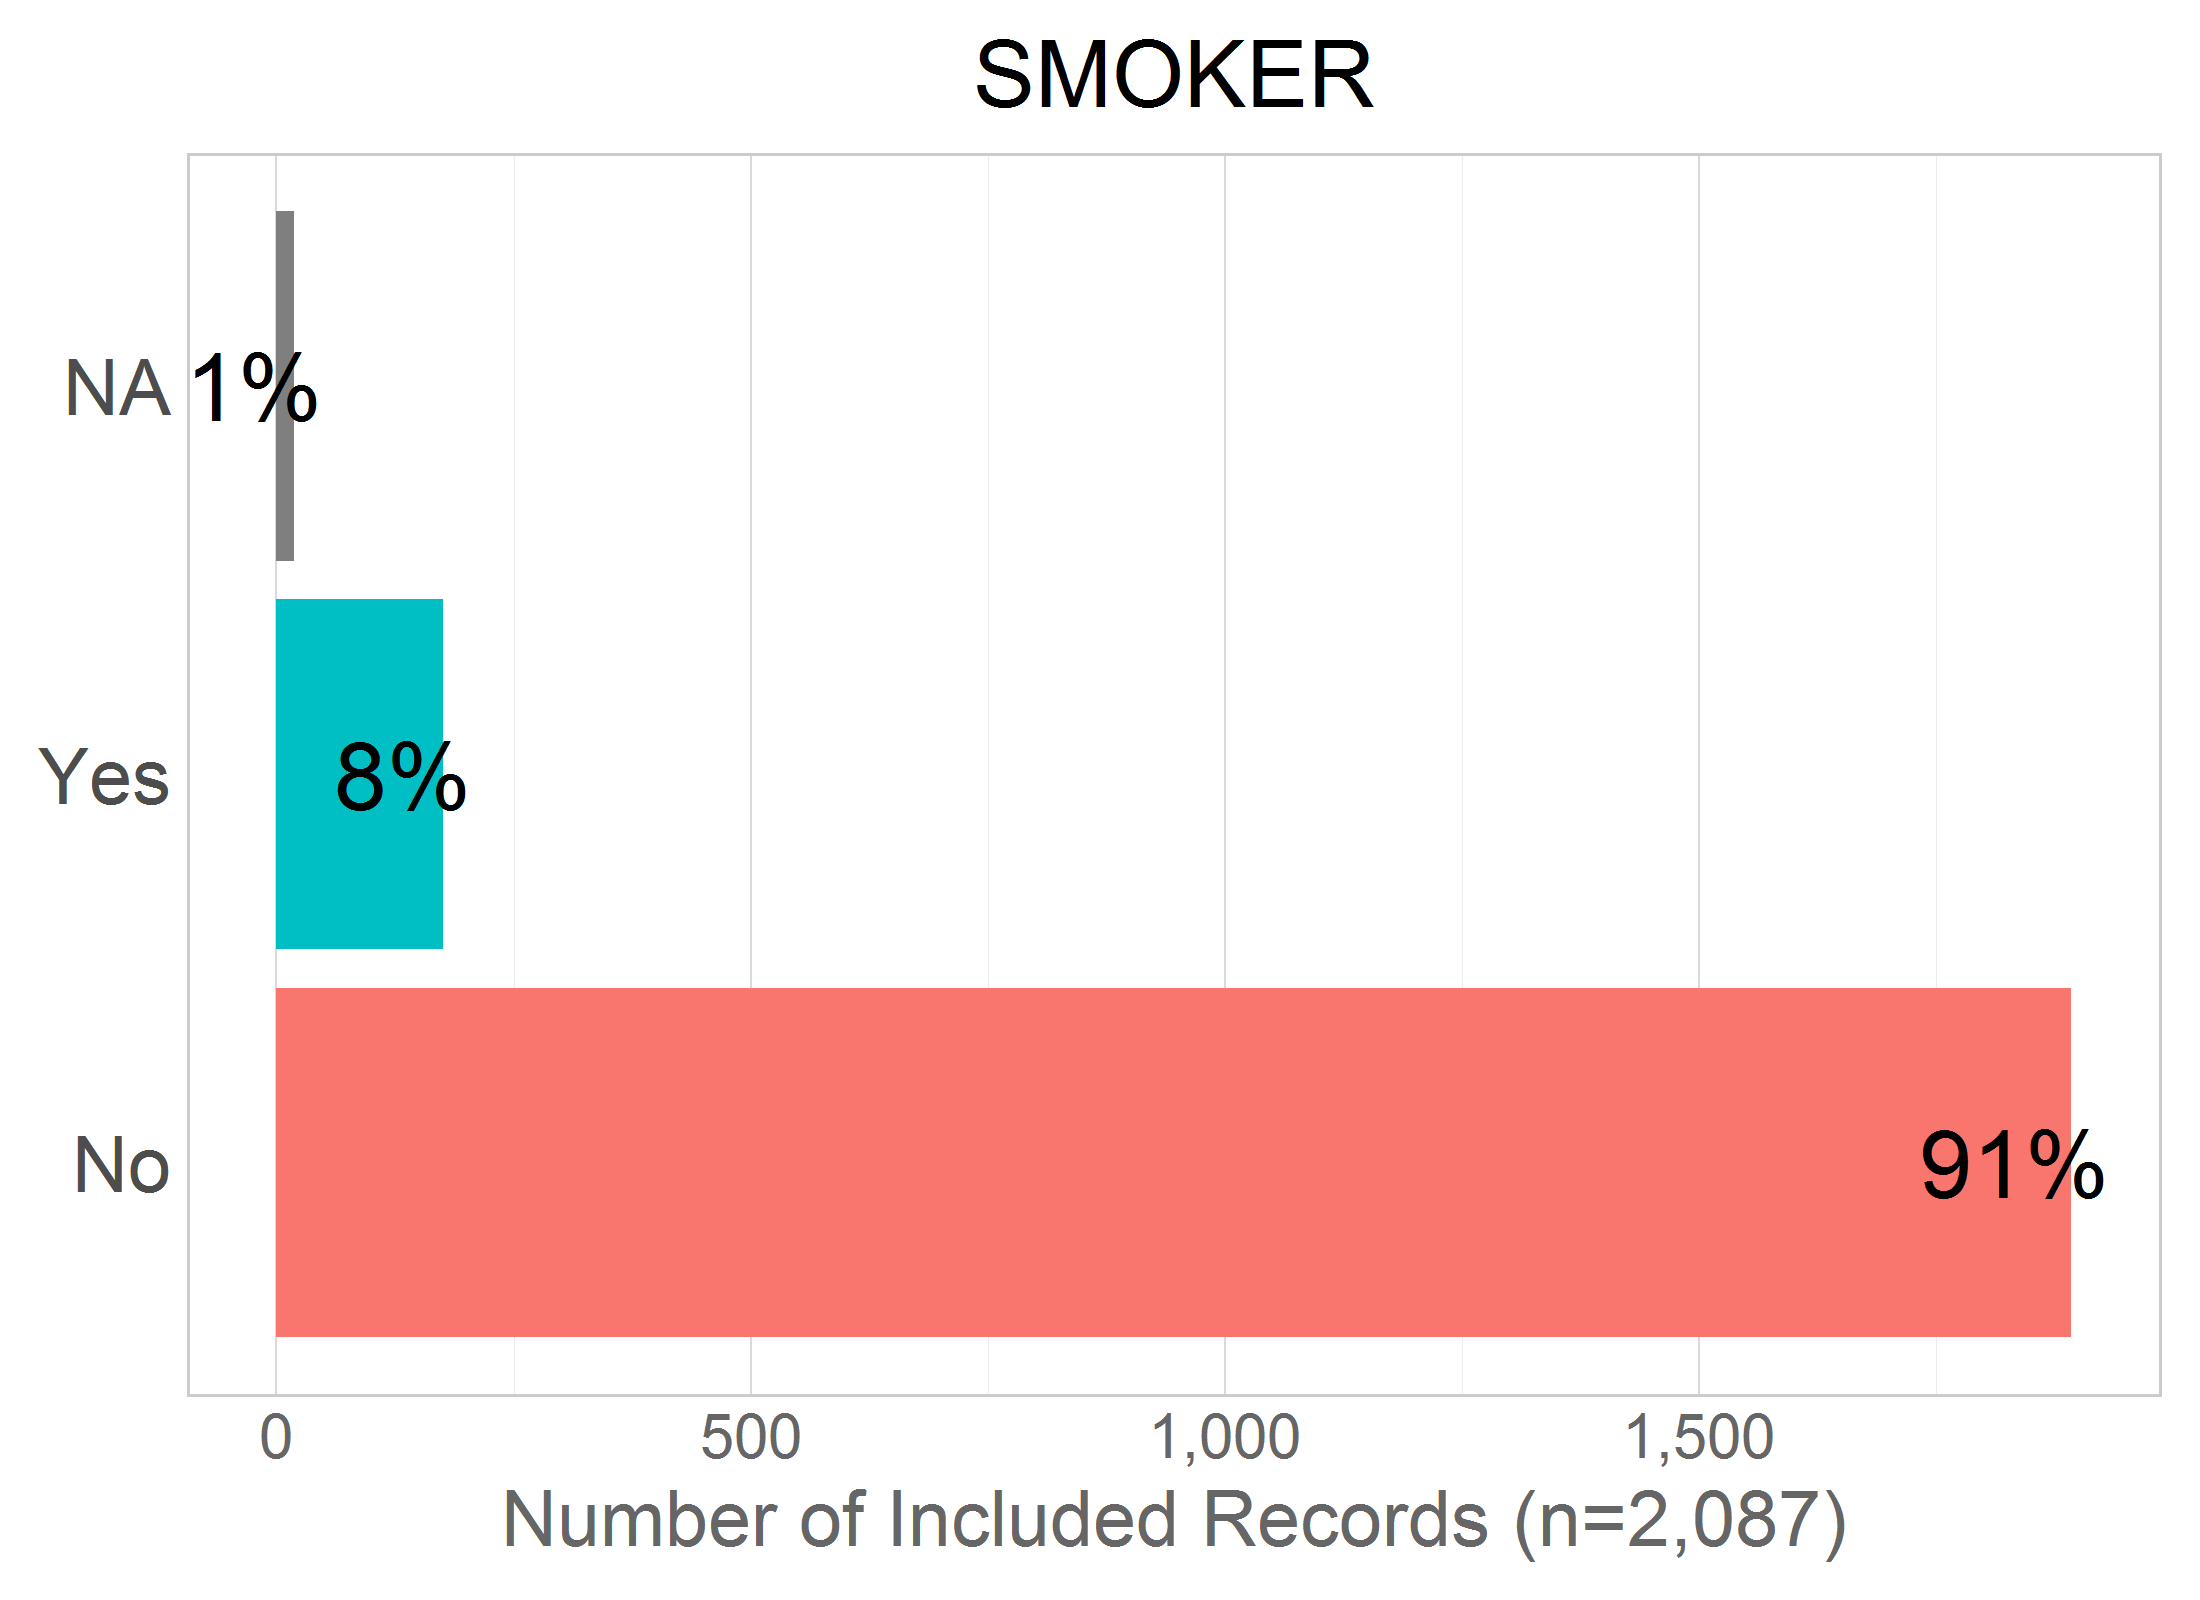 SMOKER
NA 1%
Yes 8%
No 91%
0 500 1,000 1,500
Number of Included Records (n=2,087)